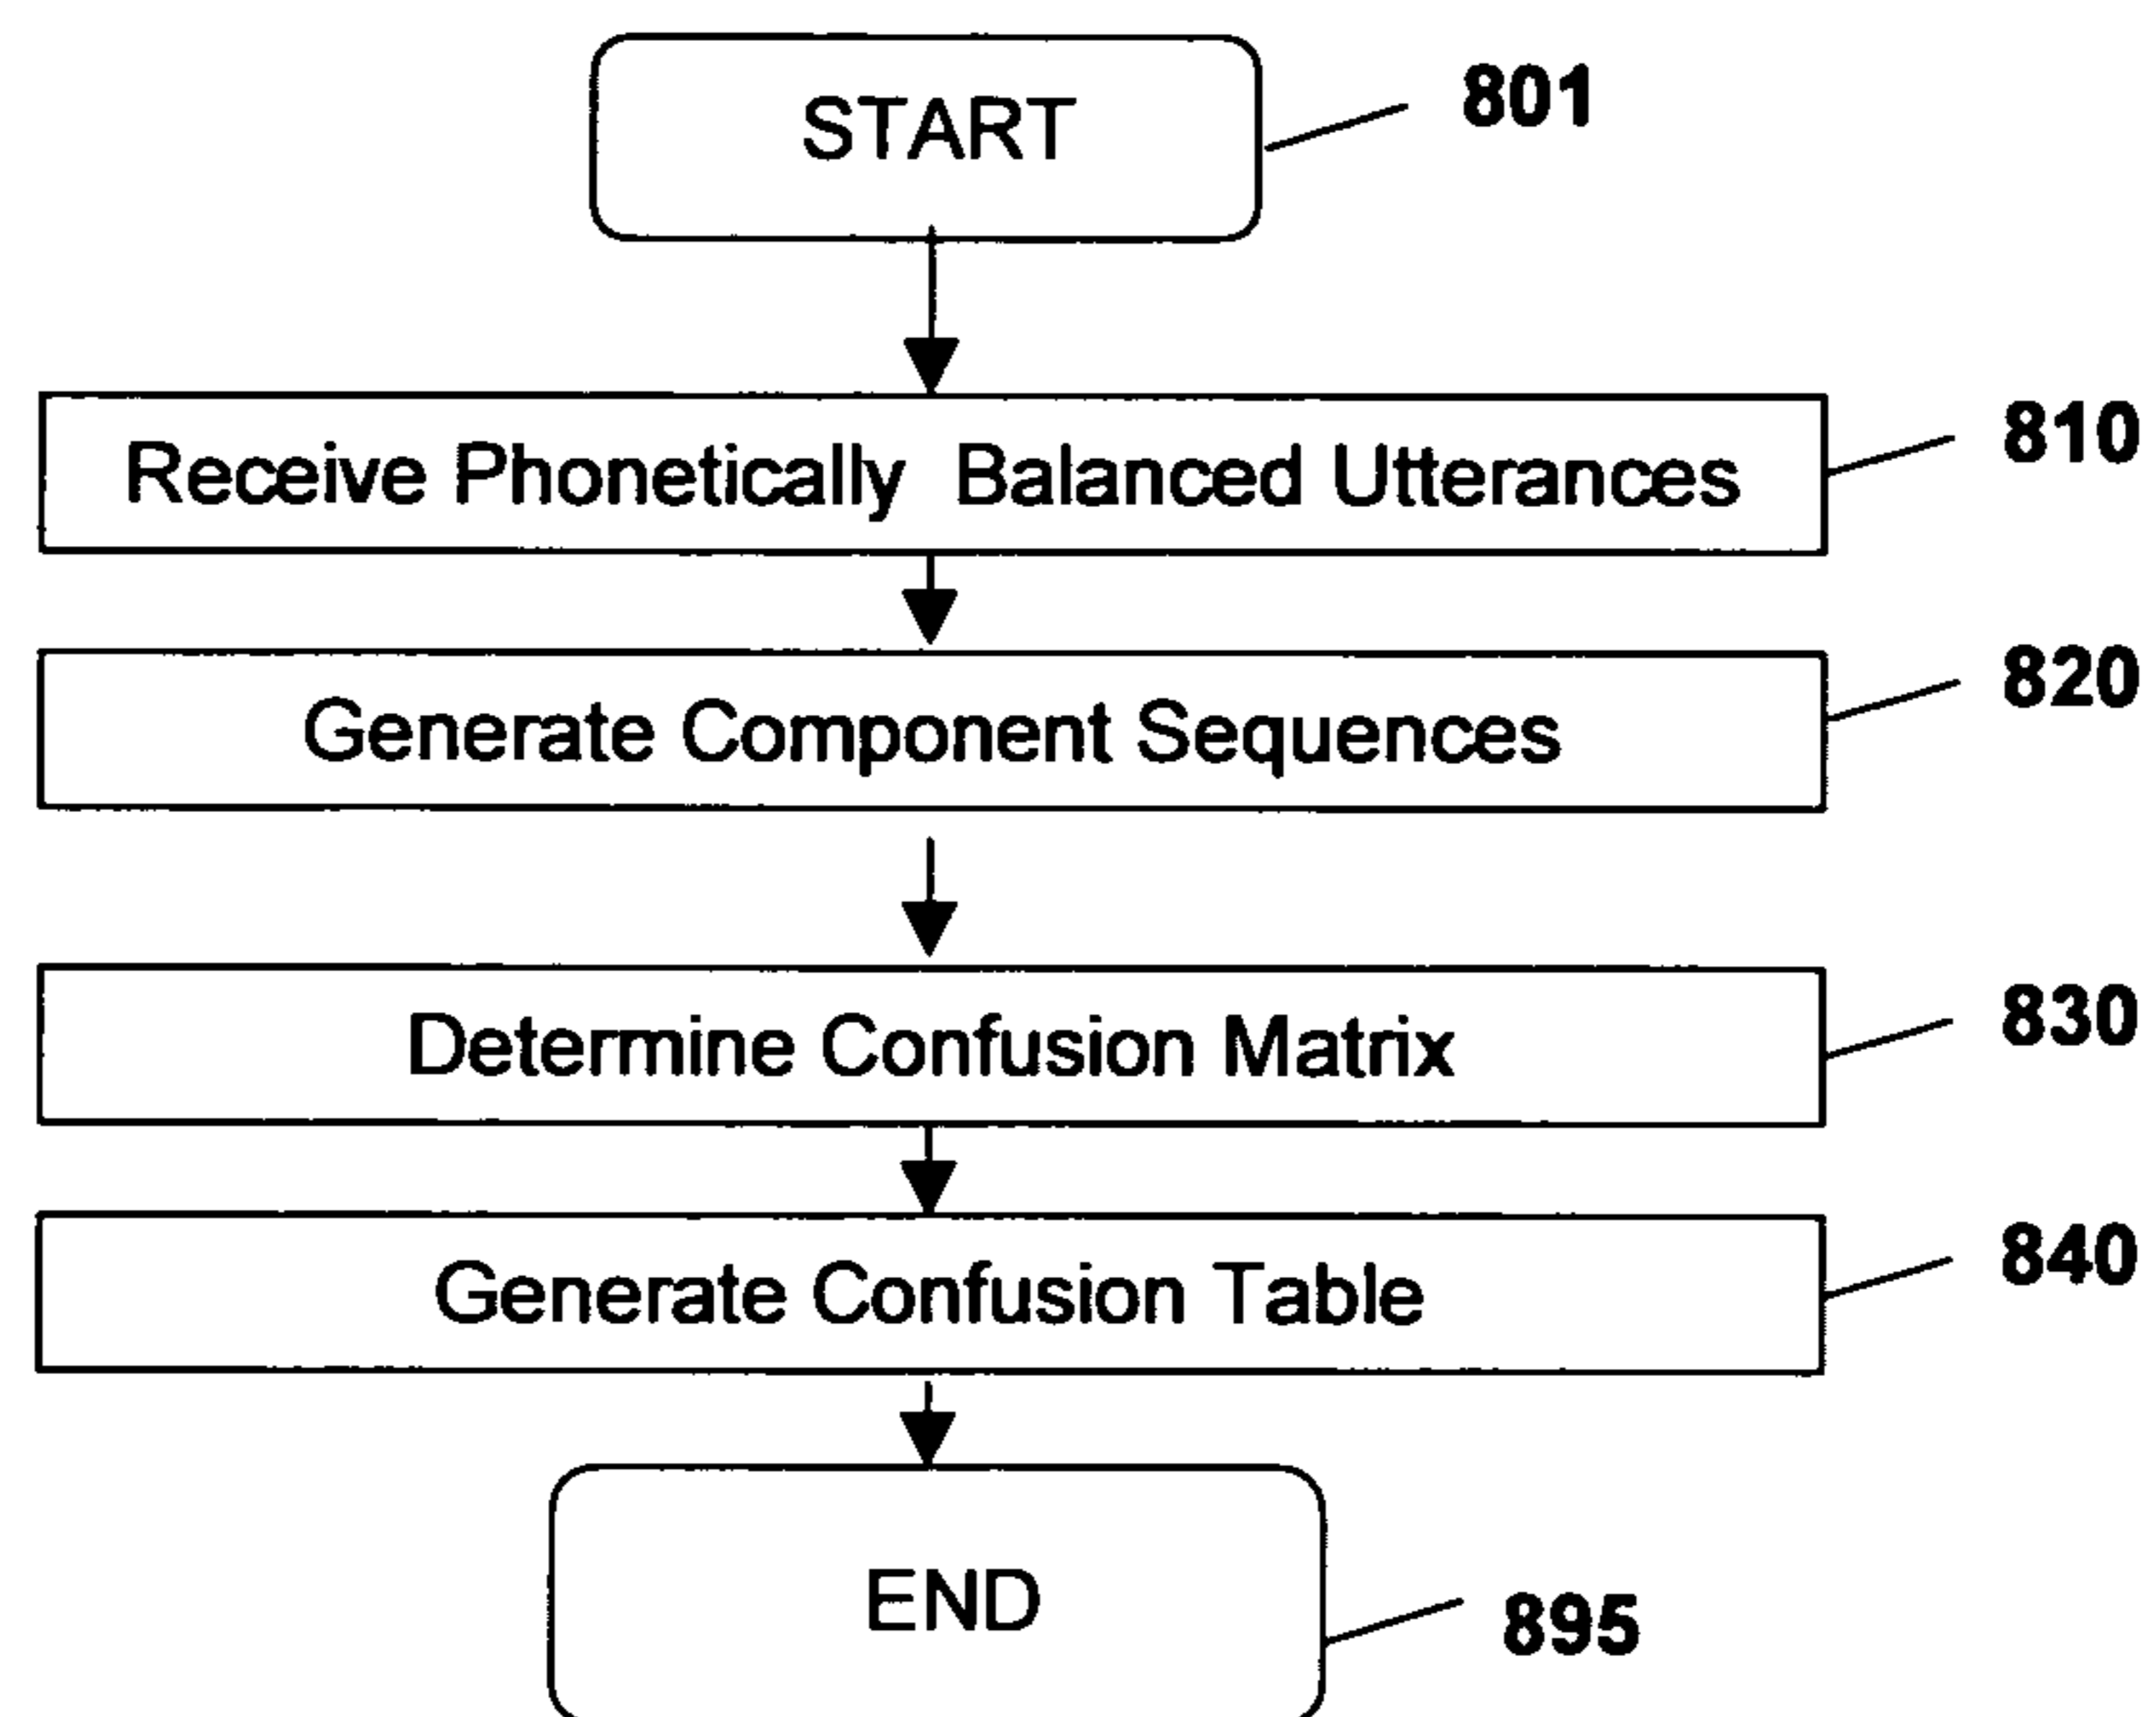 START
801
Receive Phonetically Balanced Utterances
810
Generate Component Sequences
820
Determine Confusion Matrix
830
Generate Confusion Table
840
END
895